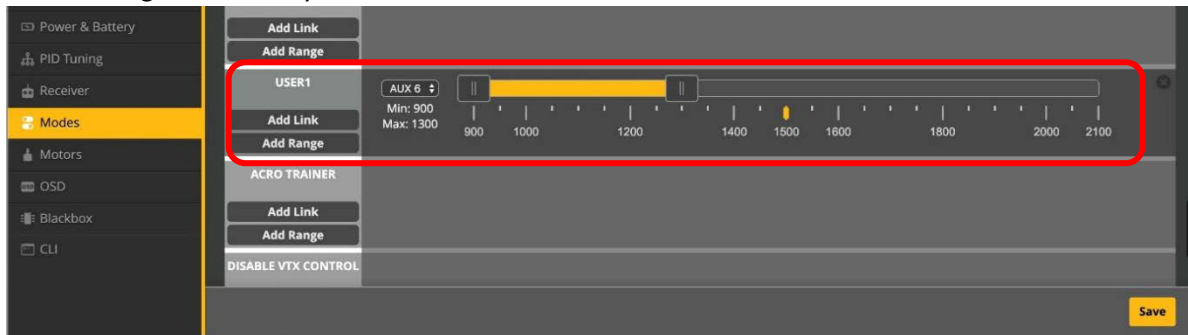 Power & Battery
PID Tuning
Receiver
Modes
Motors
OSD
Blackbox
CLI
Add Link
Add Range
USER1
Add Link
Add Range
AUX 6
Min: 900
Max: 1300
900 1000 1200 1400 1500 1600 1800 2000 2100
ACRO TRAINER
Add Link
Add Range
DISABLE VTX CONTROL
Save